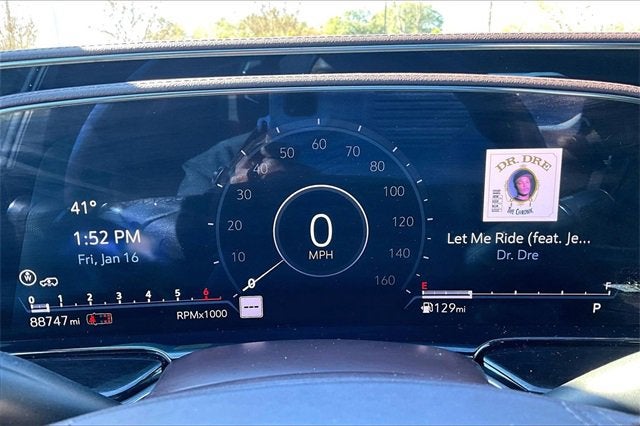 41°
1:52 PM
Fri, Jan 16
0 1 2 3 4 5 6
88747 mi
RPMx1000
0 10 20 30 40 50 60 70 80 100 120 140 160
0
MPH
---
DR. DRE
THE CHRONIC
Let Me Ride (feat. Je...
Dr. Dre
E F
129mi
P